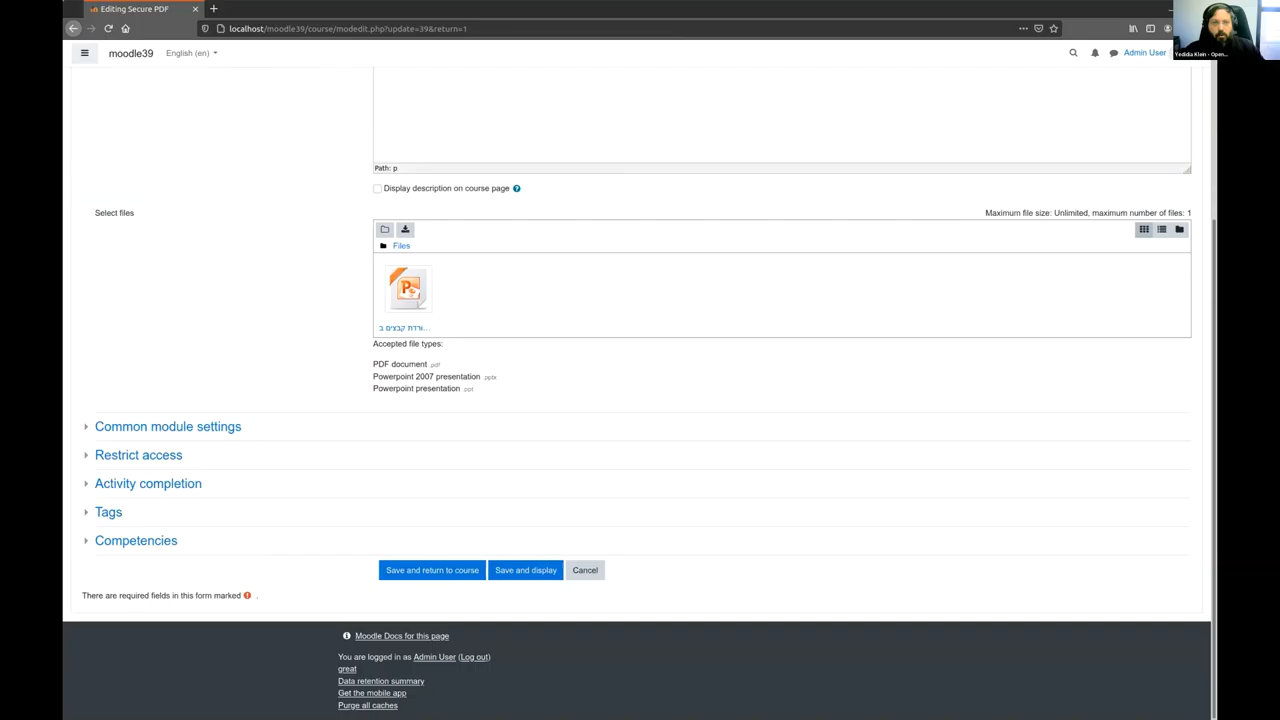 Editing Secure PDF
localhost/moodle39/course/modedit.php?update=39&return=1
Yedidia Klein - Open...
moodle39 English (en) Admin User
Path: p
Display description on course page
Select files
Maximum file size: Unlimited, maximum number of files: 1
Files
ורדת קבצים ב...
Accepted file types:
PDF document .pdf
Powerpoint 2007 presentation .pptx
Powerpoint presentation .ppt
Common module settings
Restrict access
Activity completion
Tags
Competencies
Save and return to course Save and display Cancel
There are required fields in this form marked .
Moodle Docs for this page
You are logged in as Admin User (Log out)
great
Data retention summary
Get the mobile app
Purge all caches